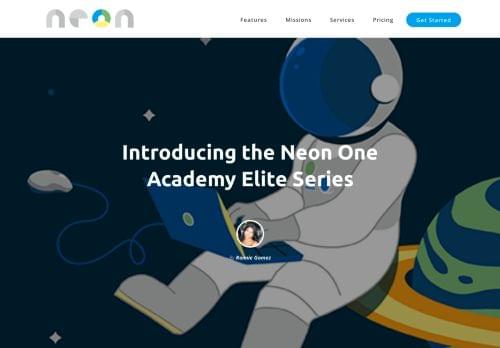 neon
Features Missions Services Pricing Get Started
Introducing the Neon One
Academy Elite Series
By Ronnie Gomez